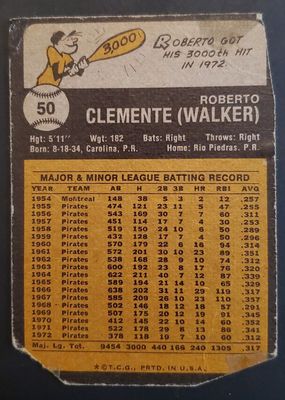 3,000
ROBERTO GOT
HIS 3000th HIT
IN 1972.
50
ROBERTO
CLEMENTE (WALKER)
Hgt: 5'11" Wgt: 182 Bats: Right Throws: Right
Born: 8-18-34, Carolina, P.R. Home: Rio Piedras, P.R.
MAJOR & MINOR LEAGUE BATTING RECORD
YEAR TEAM AB H 2B 3B HR RBI AVG
1954 Montreal 148 38 5 3 2 12 .257
1955 Pirates 474 121 23 11 5 47 .255
1956 Pirates 543 169 30 7 7 60 .311
1957 Pirates 451 114 17 7 4 30 .253
1958 Pirates 519 150 24 10 6 50 .289
1959 Pirates 432 128 17 7 4 50 .296
1960 Pirates 570 179 22 6 16 94 .314
1961 Pirates 572 201 30 10 23 89 .351
1962 Pirates 538 168 28 9 10 74 .312
1963 Pirates 600 192 23 8 17 76 .320
1964 Pirates 622 211 40 7 12 87 .339
1965 Pirates 589 194 21 14 10 65 .329
1966 Pirates 638 202 31 11 29 119 .317
1967 Pirates 585 209 26 10 23 110 .357
1968 Pirates 502 146 18 12 18 57 .291
1969 Pirates 507 175 20 12 19 91 .345
1970 Pirates 412 145 22 10 14 60 .352
1971 Pirates 522 178 29 8 13 86 .341
1972 Pirates 378 118 19 7 10 60 .312
Maj. Lg. Tot. 9454 3000 440 166 240 1305 .317
©T.C.G., PRTD. IN U.S.A.